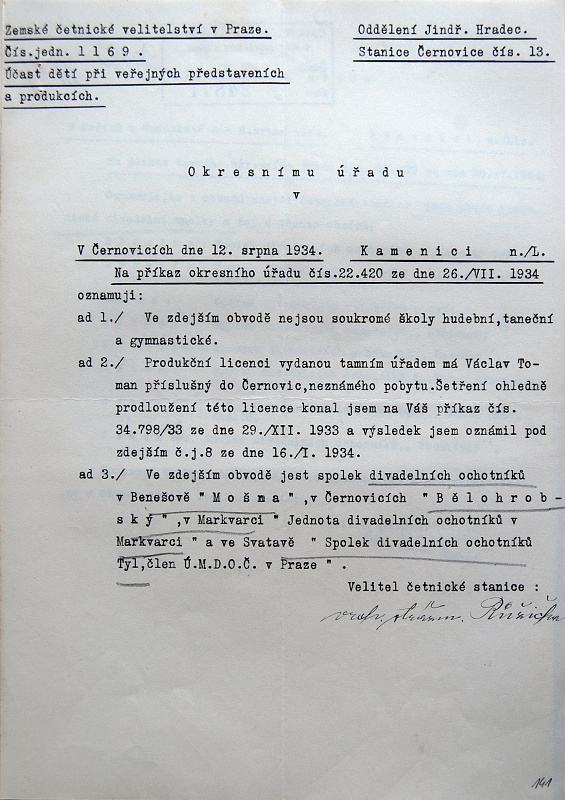 Zemské četnické velitelství v Praze.
Čís.jedn. 1169.
Účast dětí při veřejných představeních
a produkcích.
Oddělení Jindř. Hradec.
Stanice Černovice čís. 13.
Okresnímu úřadu
v
V Černovicích dne 12. srpna 1934. Kamenici n./L.
Na příkaz okresního úřadu čís.22.420 ze dne 26./VII. 1934
oznamuji:
ad 1./ Ve zdejším obvodě nejsou soukromé školy hudební,taneční
a gymnastické.
ad 2./ Produkční licenci vydanou tamním úřadem má Václav To-
man příslušný do Černovic,neznámého pobytu.Šetření ohledně
prodloužení této licence konal jsem na Váš příkaz čís.
34.798/33 ze dne 29./XII. 1933 a výsledek jsem oznámil pod
zdejším č.j.8 ze dne 16./I. 1934.
ad 3./ Ve zdejším obvodě jest spolek divadelních ochotníků
v Benešově " Mošna " ,v Černovicích " Bělohrob-
ský " ,v Markvarci " Jednota divadelních ochotníků v
Markvarci " a ve Svatavě " Spolek divadelních ochotníků
Tyl,člen Ú.M.D.O.Č. v Praze " .
Velitel četnické stanice :
vrch. strážm. Růžička
141